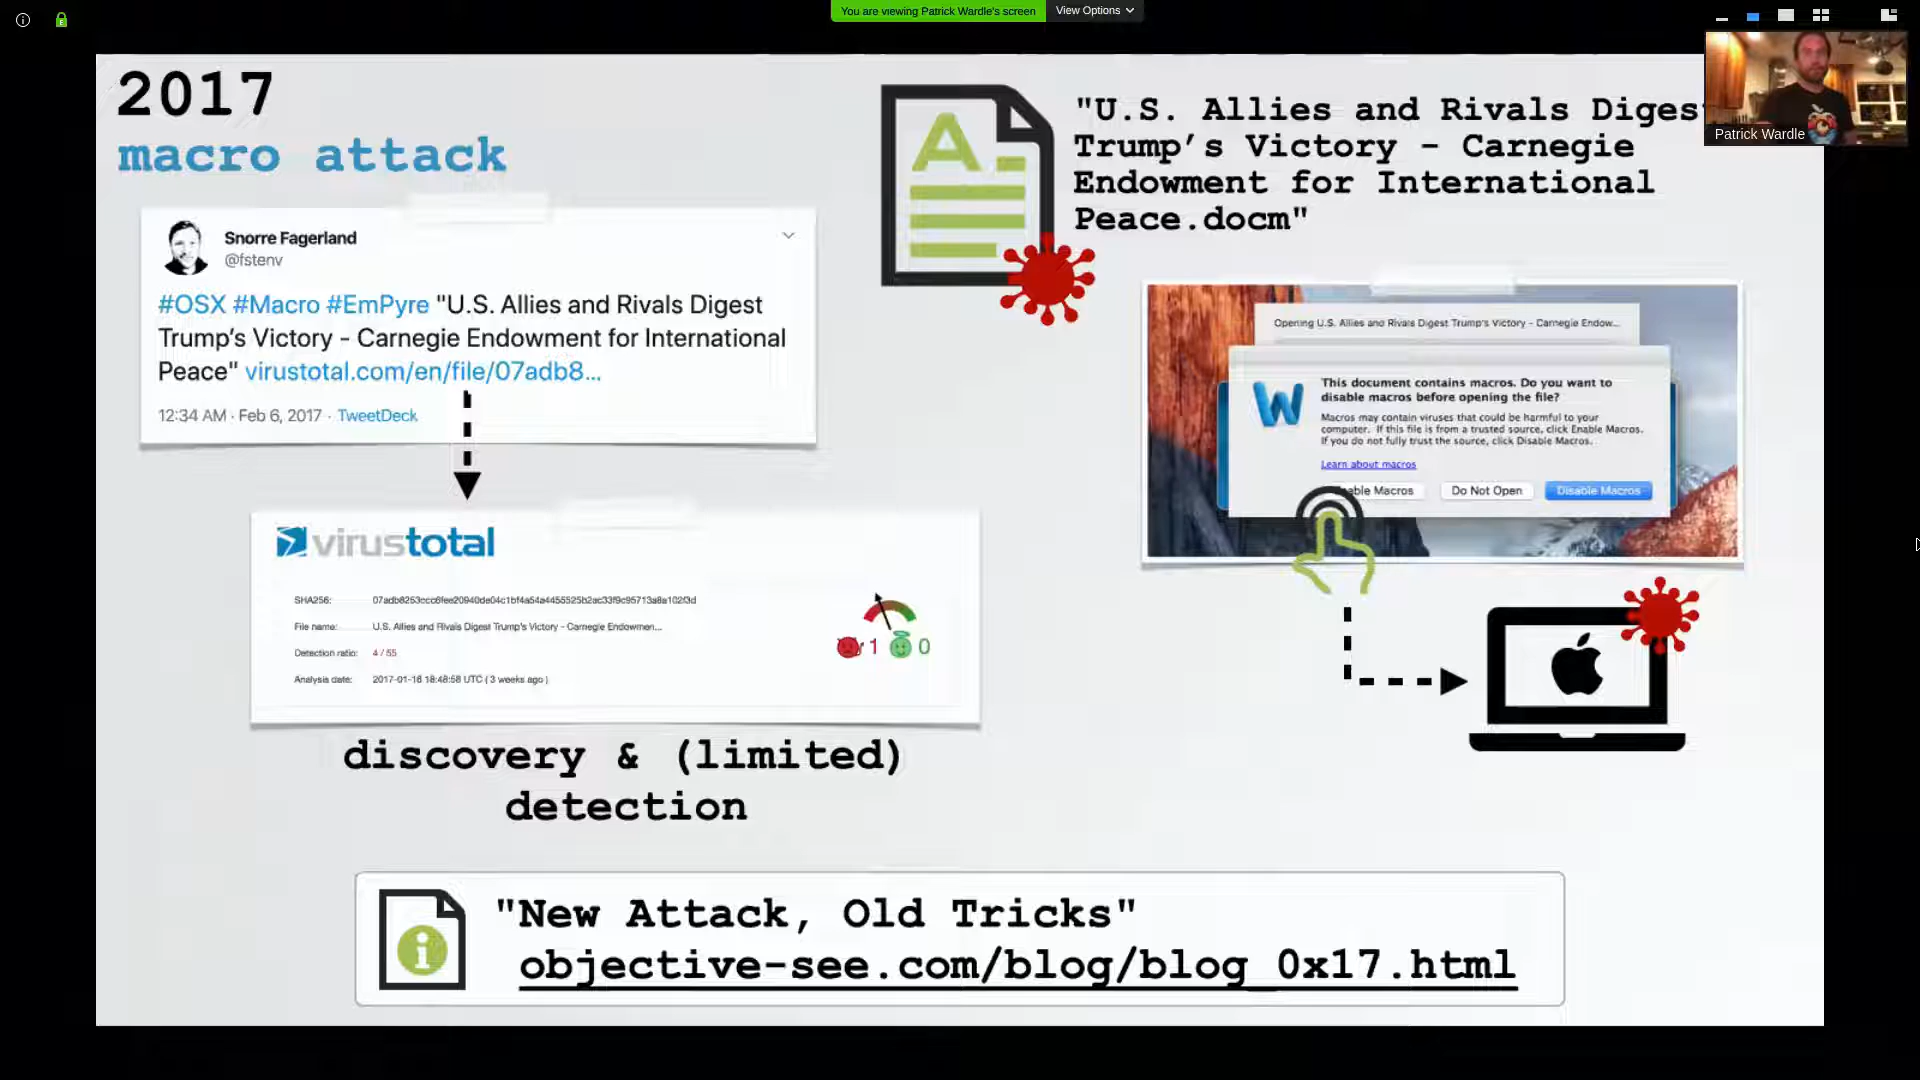 You are viewing Patrick Wardle's screen
View Options
2017
macro attack
Snorre Fagerland
@fstenv
#OSX #Macro #EmPyre "U.S. Allies and Rivals Digest
Trump's Victory - Carnegie Endowment for International
Peace" virustotal.com/en/file/07adb8...
12:34 AM · Feb 6, 2017 · TweetDeck
virustotal
SHA256:
File name: U.S. Allies and Rivals Digest Trump's Victory - Carnegie Endowmen...
Detection ratio: 4 / 55
Analysis date: 2017-01-16 18:48:58 UTC ( 3 weeks ago )
1 0
discovery & (limited)
detection
"U.S. Allies and Rivals Diges
Trump’s Victory - Carnegie
Endowment for International
Peace.docm"
Patrick Wardle
Opening U.S. Allies and Rivals Digest Trump's Victory - Carnegie Endow...
This document contains macros. Do you want to
disable macros before opening the file?
Macros may contain viruses that could be harmful to your
computer. If this file is from a trusted source, click Enable Macros.
If you do not fully trust the source, click Disable Macros.
Learn about macros
able Macros Do Not Open Disable Macros
"New Attack, Old Tricks"
objective-see.com/blog/blog_0x17.html